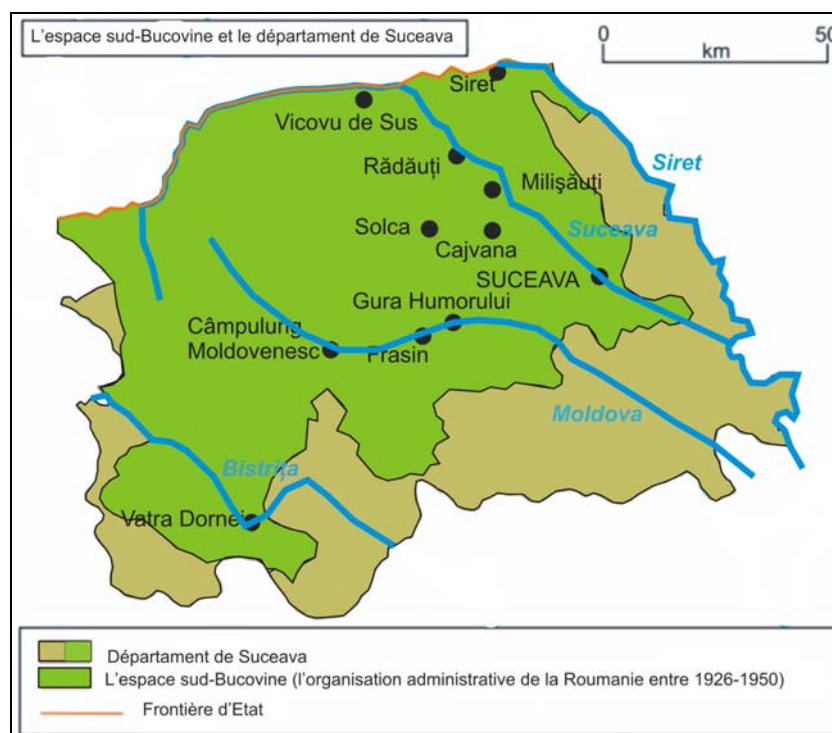 L'espace sud-Bucovine et le départament de Suceava
0 50
km
Siret
Vicovu de Sus
Siret
Rădăuți
Milişăuți
Solca
Suceava
Cajvana
SUCEAVA
Gura Humorului
Câmpulung
Moldovenesc
Frasin
Moldova
Bistrița
Vatra Dornei
Départament de Suceava
L'espace sud-Bucovine (l'organisation administrative de la Roumanie entre 1926-1950)
Frontière d'Etat